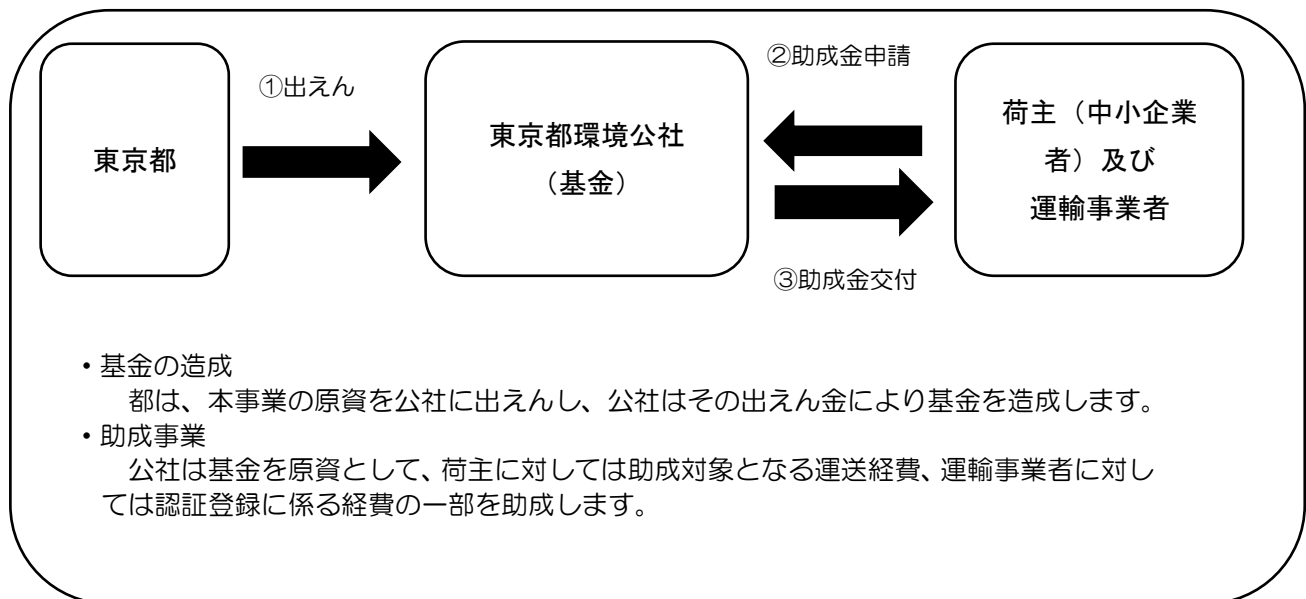 東京都
①出えん
東京都環境公社
（基金）
②助成金申請
③助成金交付
荷主（中小企業
者）及び
運輸事業者
・基金の造成
都は、本事業の原資を公社に出えんし、公社はその出えん金により基金を造成します。
・助成事業
公社は基金を原資として、荷主に対しては助成対象となる運送経費、運輸事業者に対し
ては認証登録に係る経費の一部を助成します。